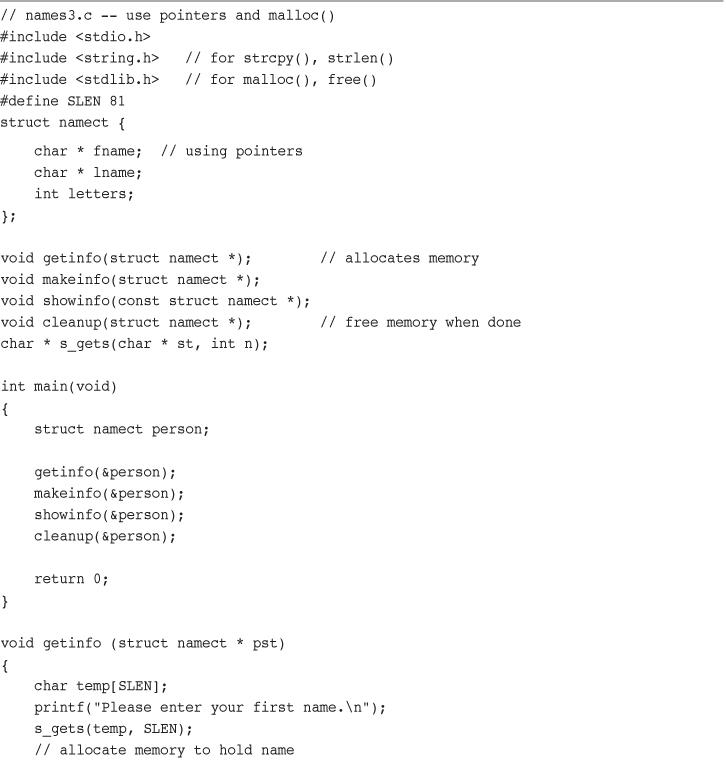 // names3.c -- use pointers and malloc()
#include <stdio.h>
#include <string.h>   // for strcpy(), strlen()
#include <stdlib.h>   // for malloc(), free()
#define SLEN 81
struct namect {
    char * fname;  // using pointers
    char * lname;
    int letters;
};

void getinfo(struct namect *);        // allocates memory
void makeinfo(struct namect *);
void showinfo(const struct namect *);
void cleanup(struct namect *);        // free memory when done
char * s_gets(char * st, int n);

int main(void)
{
    struct namect person;

    getinfo(&person);
    makeinfo(&person);
    showinfo(&person);
    cleanup(&person);

    return 0;
}

void getinfo (struct namect * pst)
{
    char temp[SLEN];
    printf("Please enter your first name.\n");
    s_gets(temp, SLEN);
    // allocate memory to hold name